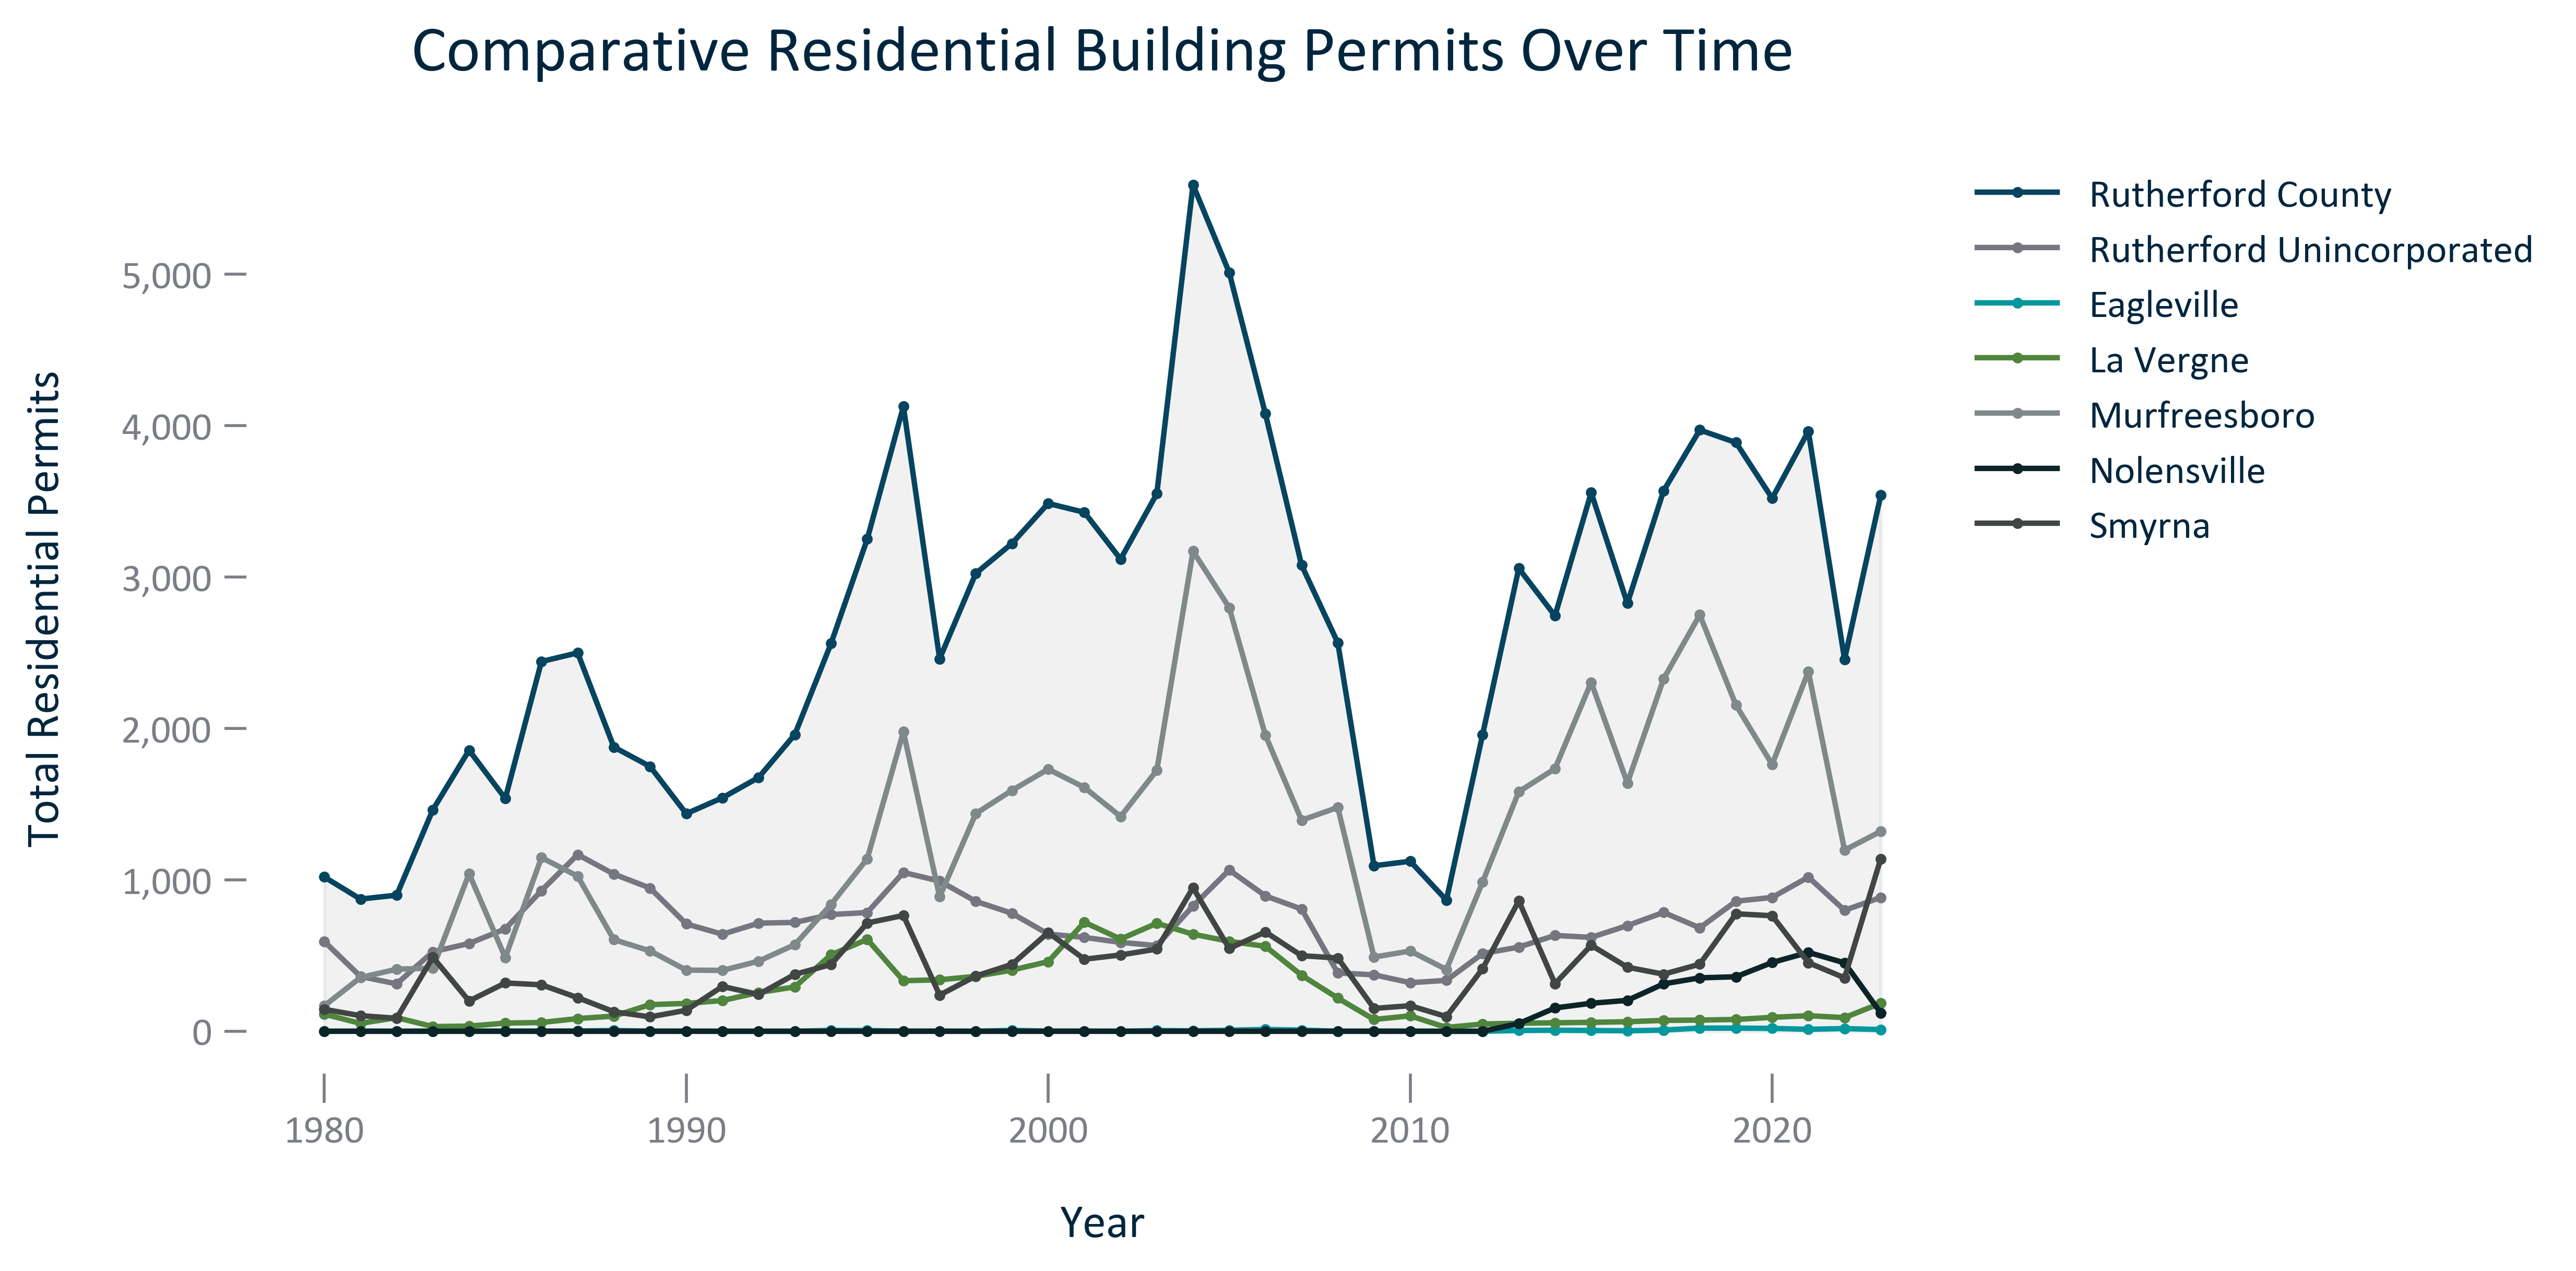 Comparative Residential Building Permits Over Time
Total Residential Permits
5,000
4,000
3,000
2,000
1,000
0
1980
1990
2000
2010
2020
Year
Rutherford County
Rutherford Unincorporated
Eagleville
La Vergne
Murfreesboro
Nolensville
Smyrna